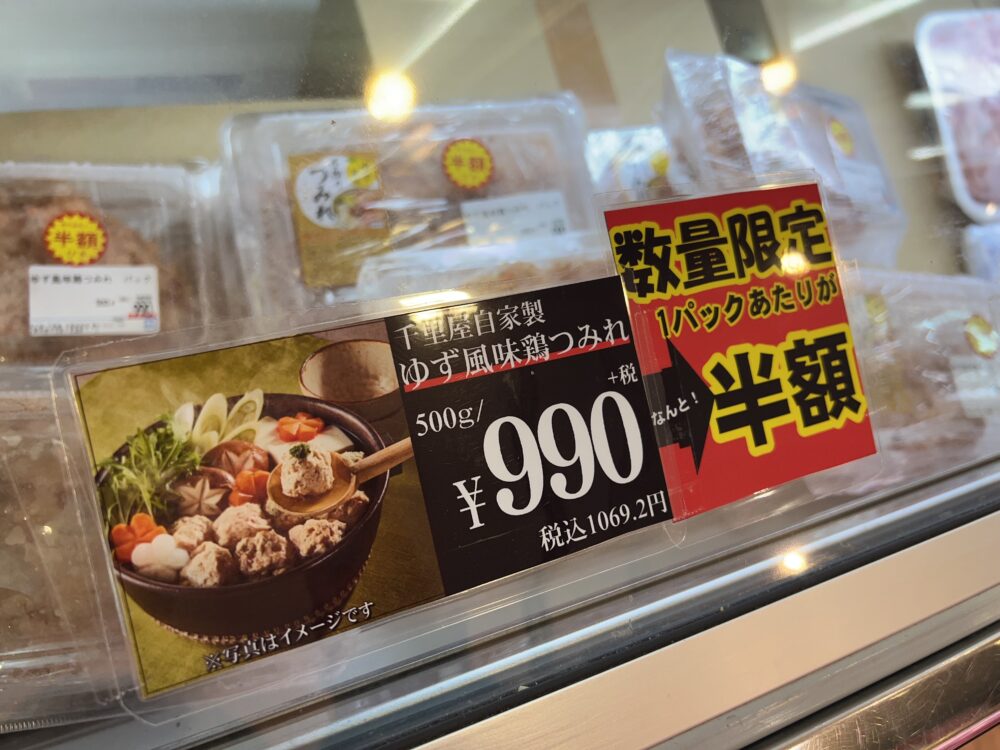 千里屋自家製
ゆず風味鶏つみれ
500g/
+税
¥990
税込1069.2円
※写真はイメージです
数量限定
1パックあたりが
なんと!
半額
半額
つみれ
半額